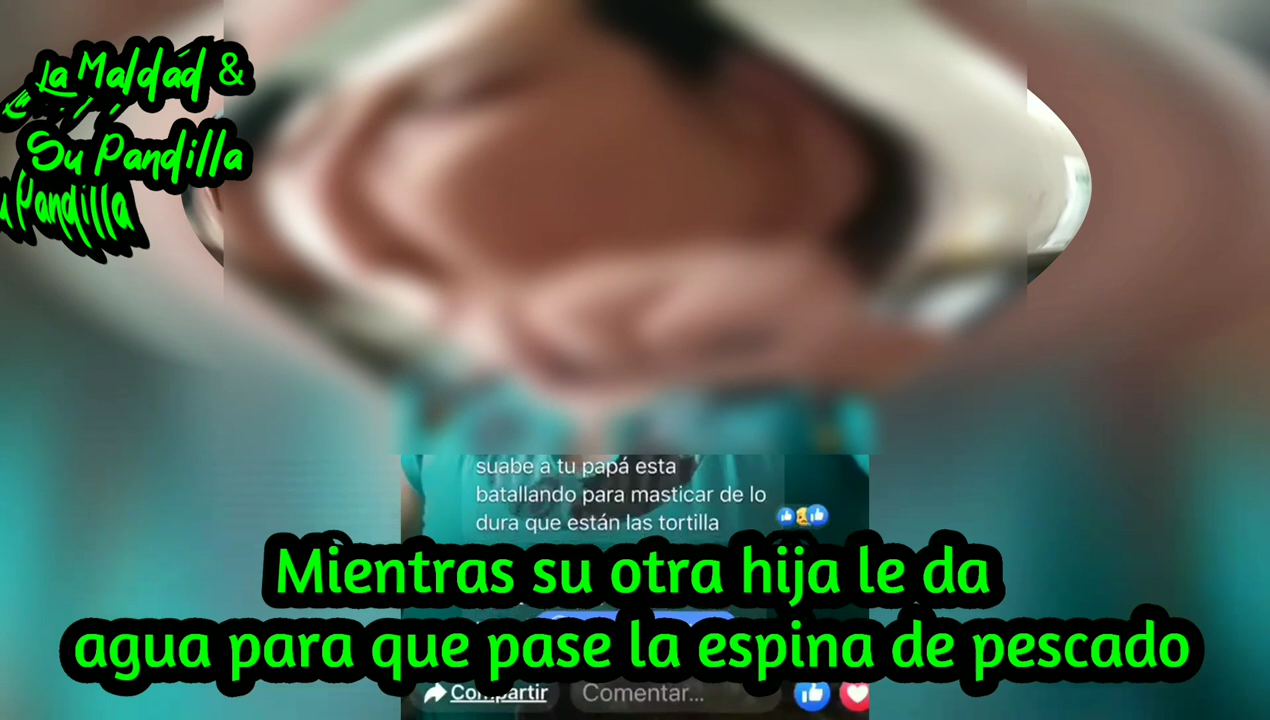 La Maldad &
Su Pandilla
Pandilla
suabe a tu papá esta
batallando para masticar de lo
dura que están las tortilla
Mientras su otra hija le da
agua para que pase la espina de pescado
Compartir
Comentar...